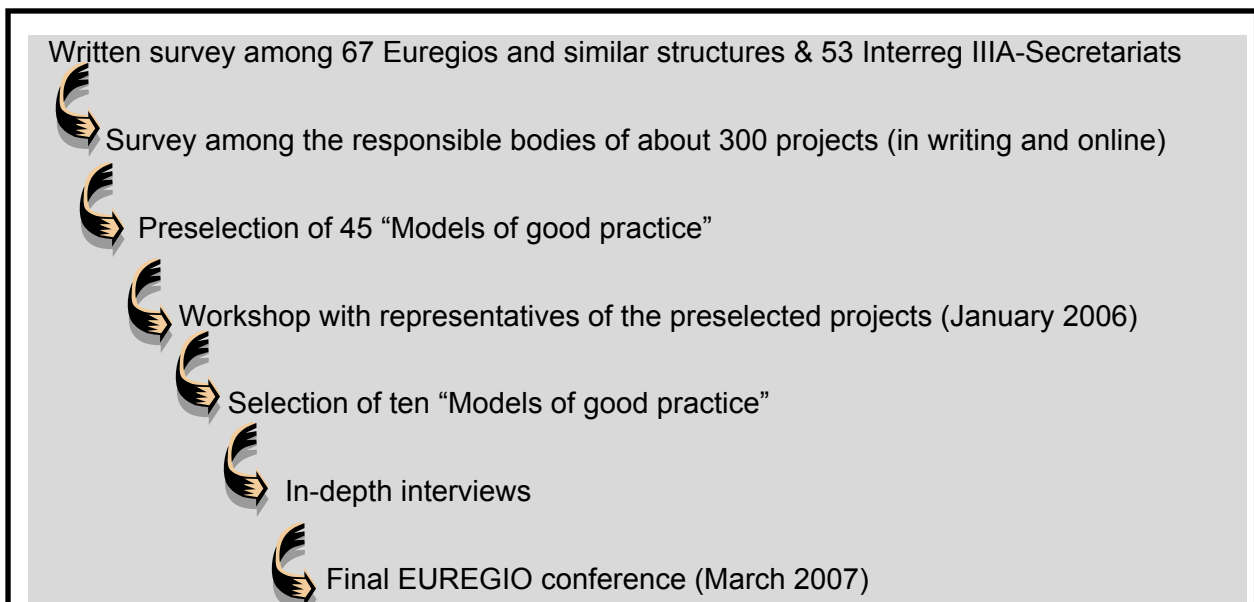 Written survey among 67 Euregios and similar structures & 53 Interreg IIIA-Secretariats
Survey among the responsible bodies of about 300 projects (in writing and online)
Preselection of 45 “Models of good practice”
Workshop with representatives of the preselected projects (January 2006)
Selection of ten “Models of good practice”
In-depth interviews
Final EUREGIO conference (March 2007)